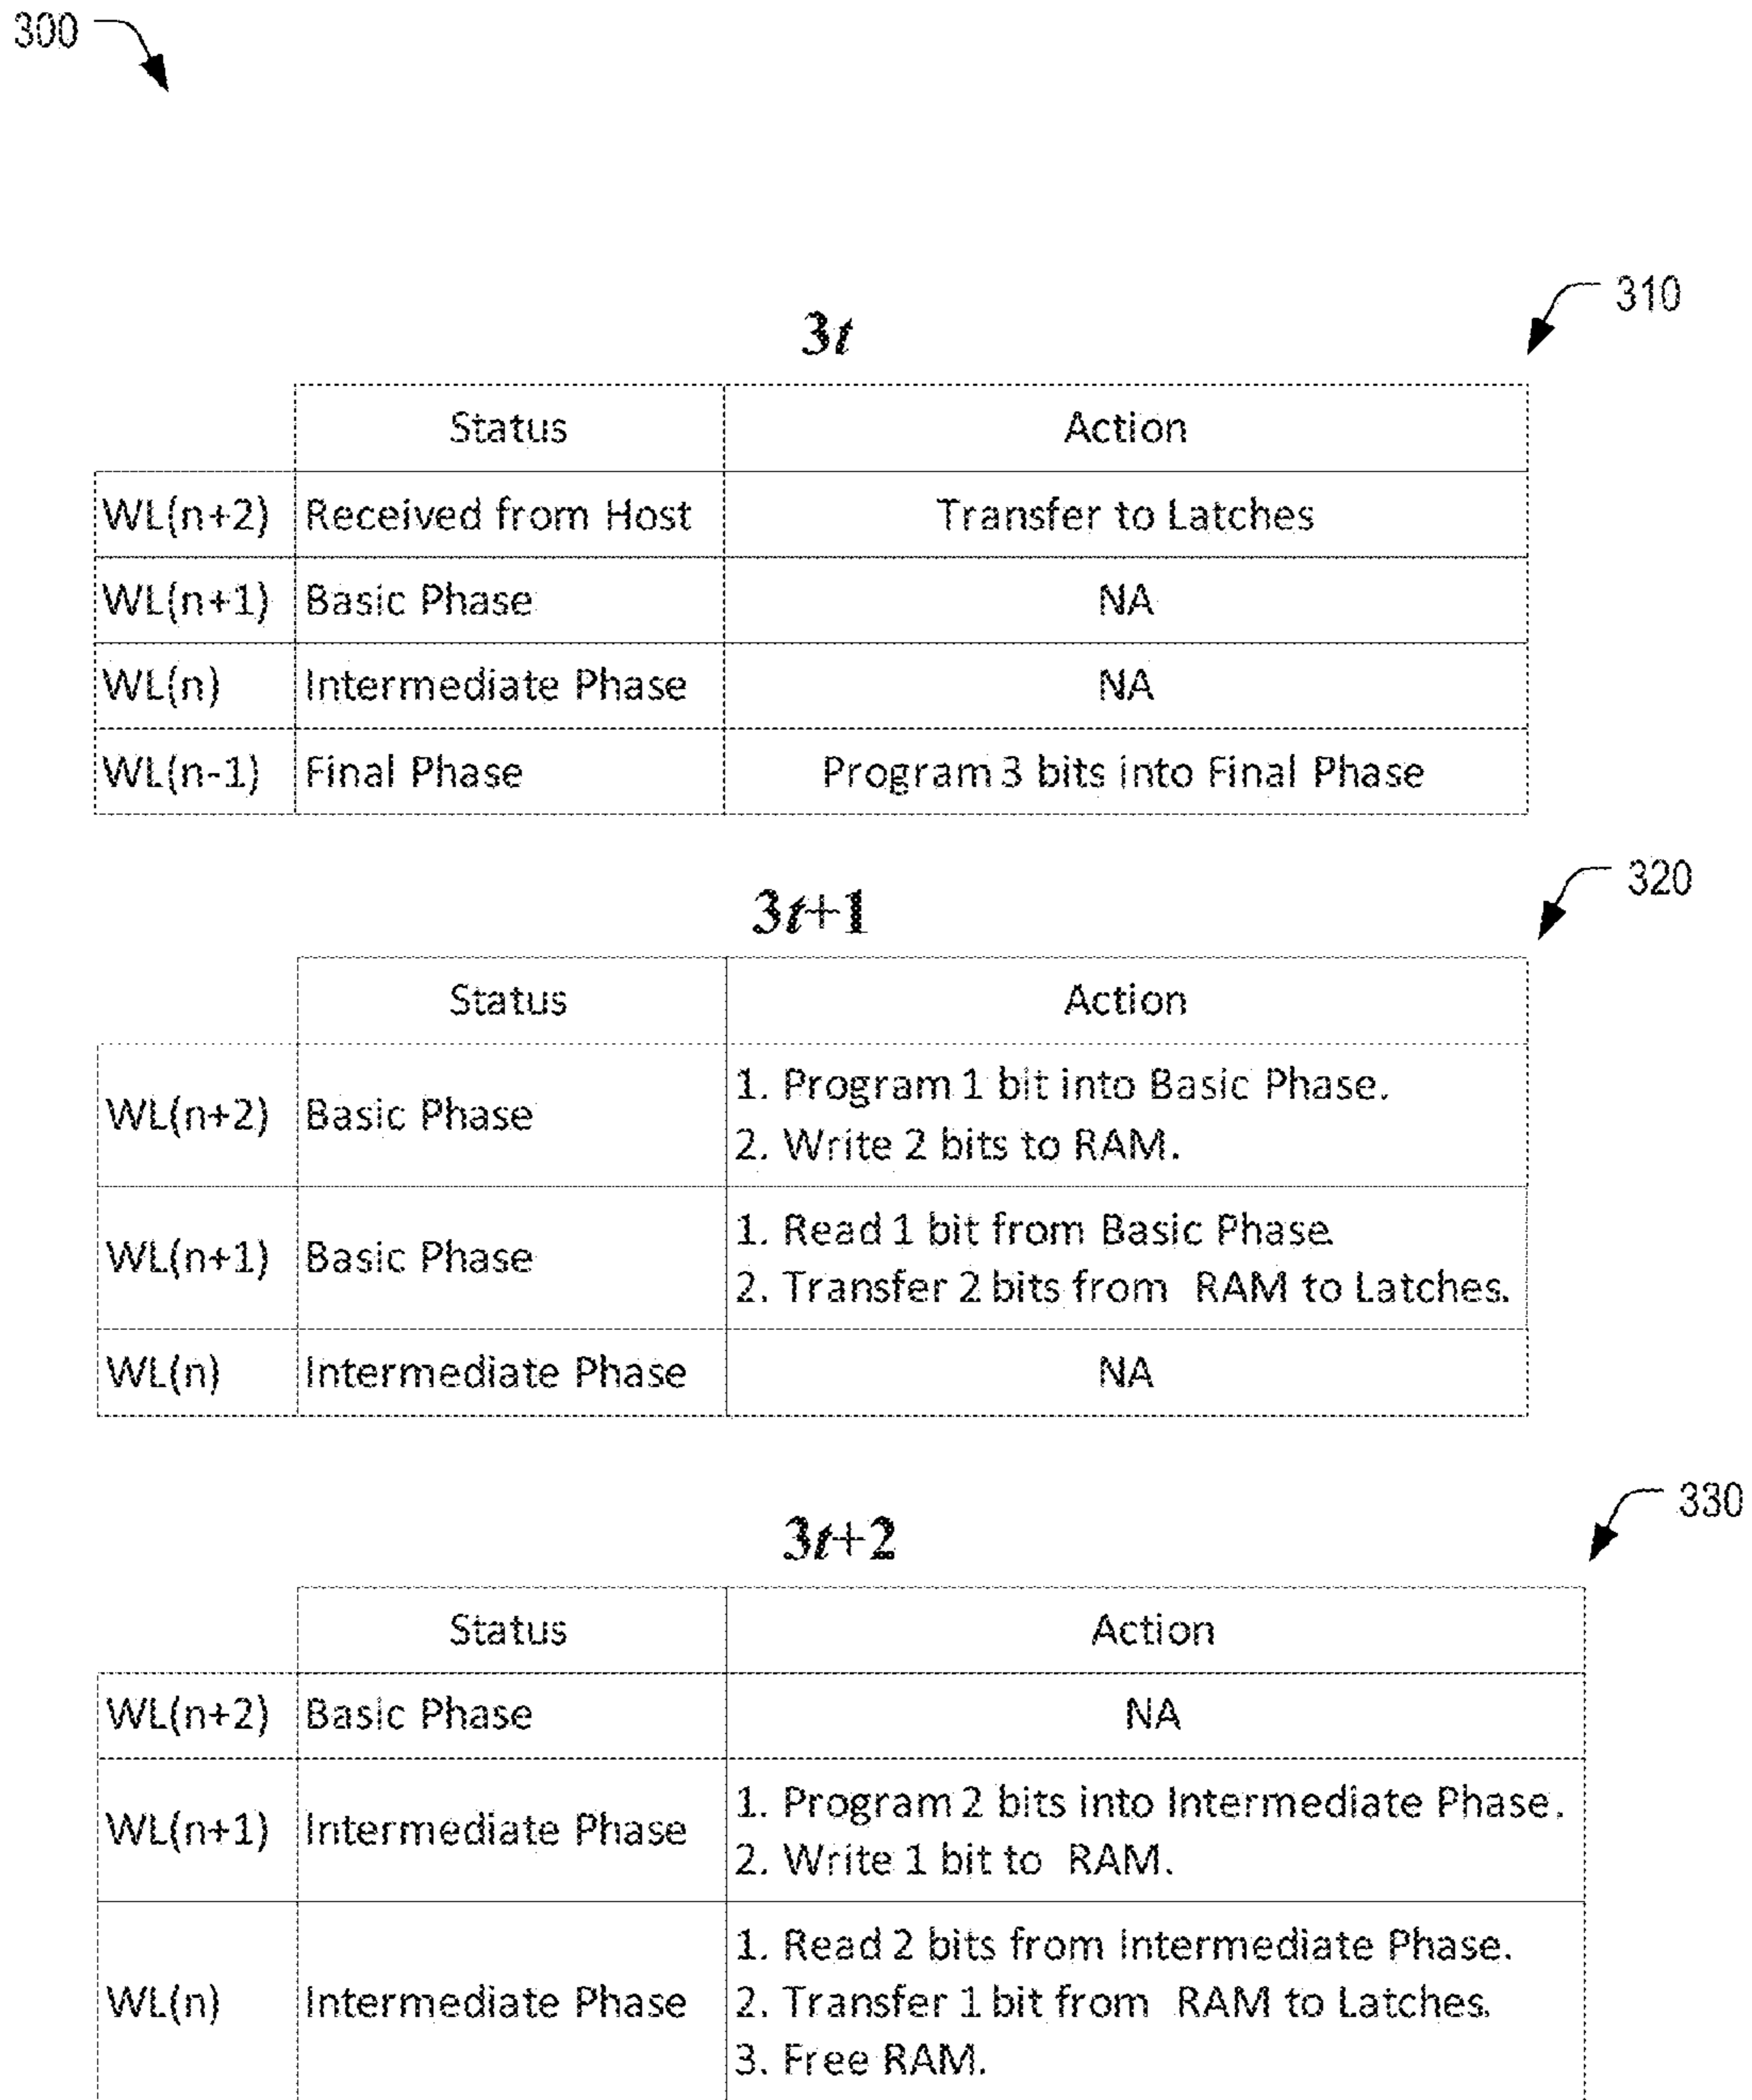 300
310
3t
Status Action
WL(n+2) Received from Host Transfer to Latches
WL(n+1) Basic Phase NA
WL(n) Intermediate Phase NA
WL(n-1) Final Phase Program 3 bits into Final Phase
320
3t+1
Status Action
WL(n+2) Basic Phase 1. Program 1 bit into Basic Phase.
2. Write 2 bits to RAM.
WL(n+1) Basic Phase 1. Read 1 bit from Basic Phase.
2. Transfer 2 bits from RAM to Latches.
WL(n) Intermediate Phase NA
330
3t+2
Status Action
WL(n+2) Basic Phase NA
WL(n+1) Intermediate Phase 1. Program 2 bits into Intermediate Phase.
2. Write 1 bit to RAM.
WL(n) Intermediate Phase 1. Read 2 bits from Intermediate Phase.
2. Transfer 1 bit from RAM to Latches.
3. Free RAM.